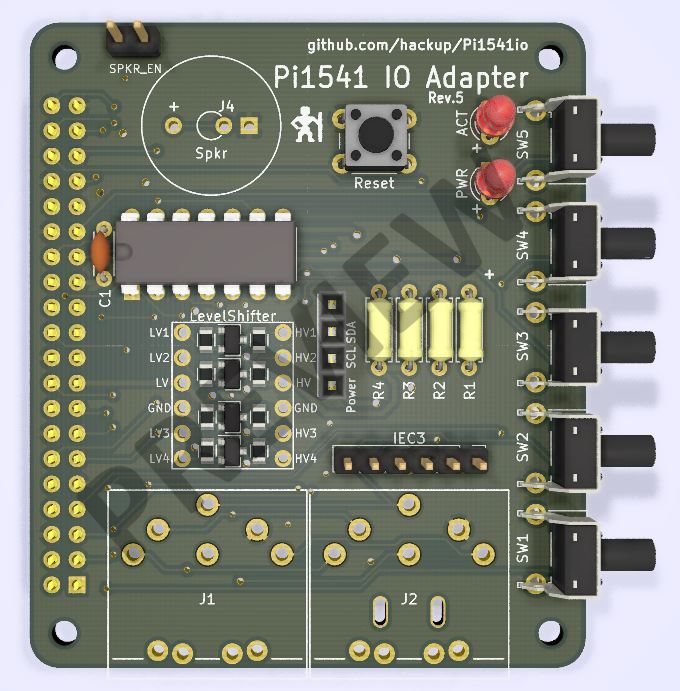 github.com/hackup/Pi1541io
SPKR_EN
Pi1541 IO Adapter
Rev.5
+
J4
Spkr
Reset
ACT
+
PWR
+
SW5
SW4
+
C1
LevelShifter
LV1
HV1
LV2
HV2
LV
HV
GND
GND
LV3
HV3
LV4
HV4
Power SCLSDA
R4
R3
R2
R1
SW3
IEC3
SW2
SW1
J1
J2
PREVIEW